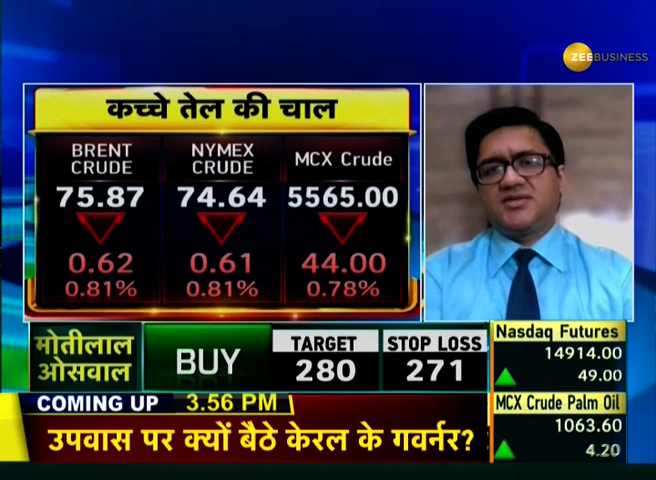 ZEEBUSINESS
कच्चे तेल की चाल
BRENT CRUDE
NYMEX CRUDE
MCX Crude
75.87
74.64
5565.00
0.62
0.61
44.00
0.81%
0.81%
0.78%
मोतीलाल ओसवाल
BUY
TARGET
280
STOP LOSS
271
Nasdaq Futures
14914.00
49.00
COMING UP 3.56 PM
उपवास पर क्यों बैठे केरल के गवर्नर?
MCX Crude Palm Oil
1063.60
4.20